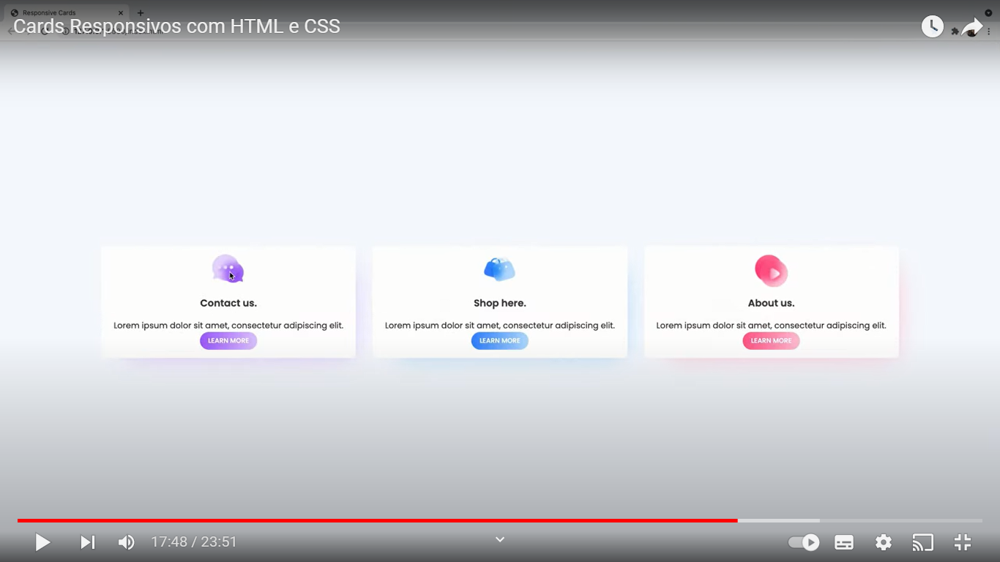 Responsive Cards
Cards Responsivos com HTML e CSS
Contact us.
Lorem ipsum dolor sit amet, consectetur adipiscing elit.
LEARN MORE
Shop here.
Lorem ipsum dolor sit amet, consectetur adipiscing elit.
LEARN MORE
About us.
Lorem ipsum dolor sit amet, consectetur adipiscing elit.
LEARN MORE
17:48 / 23:51